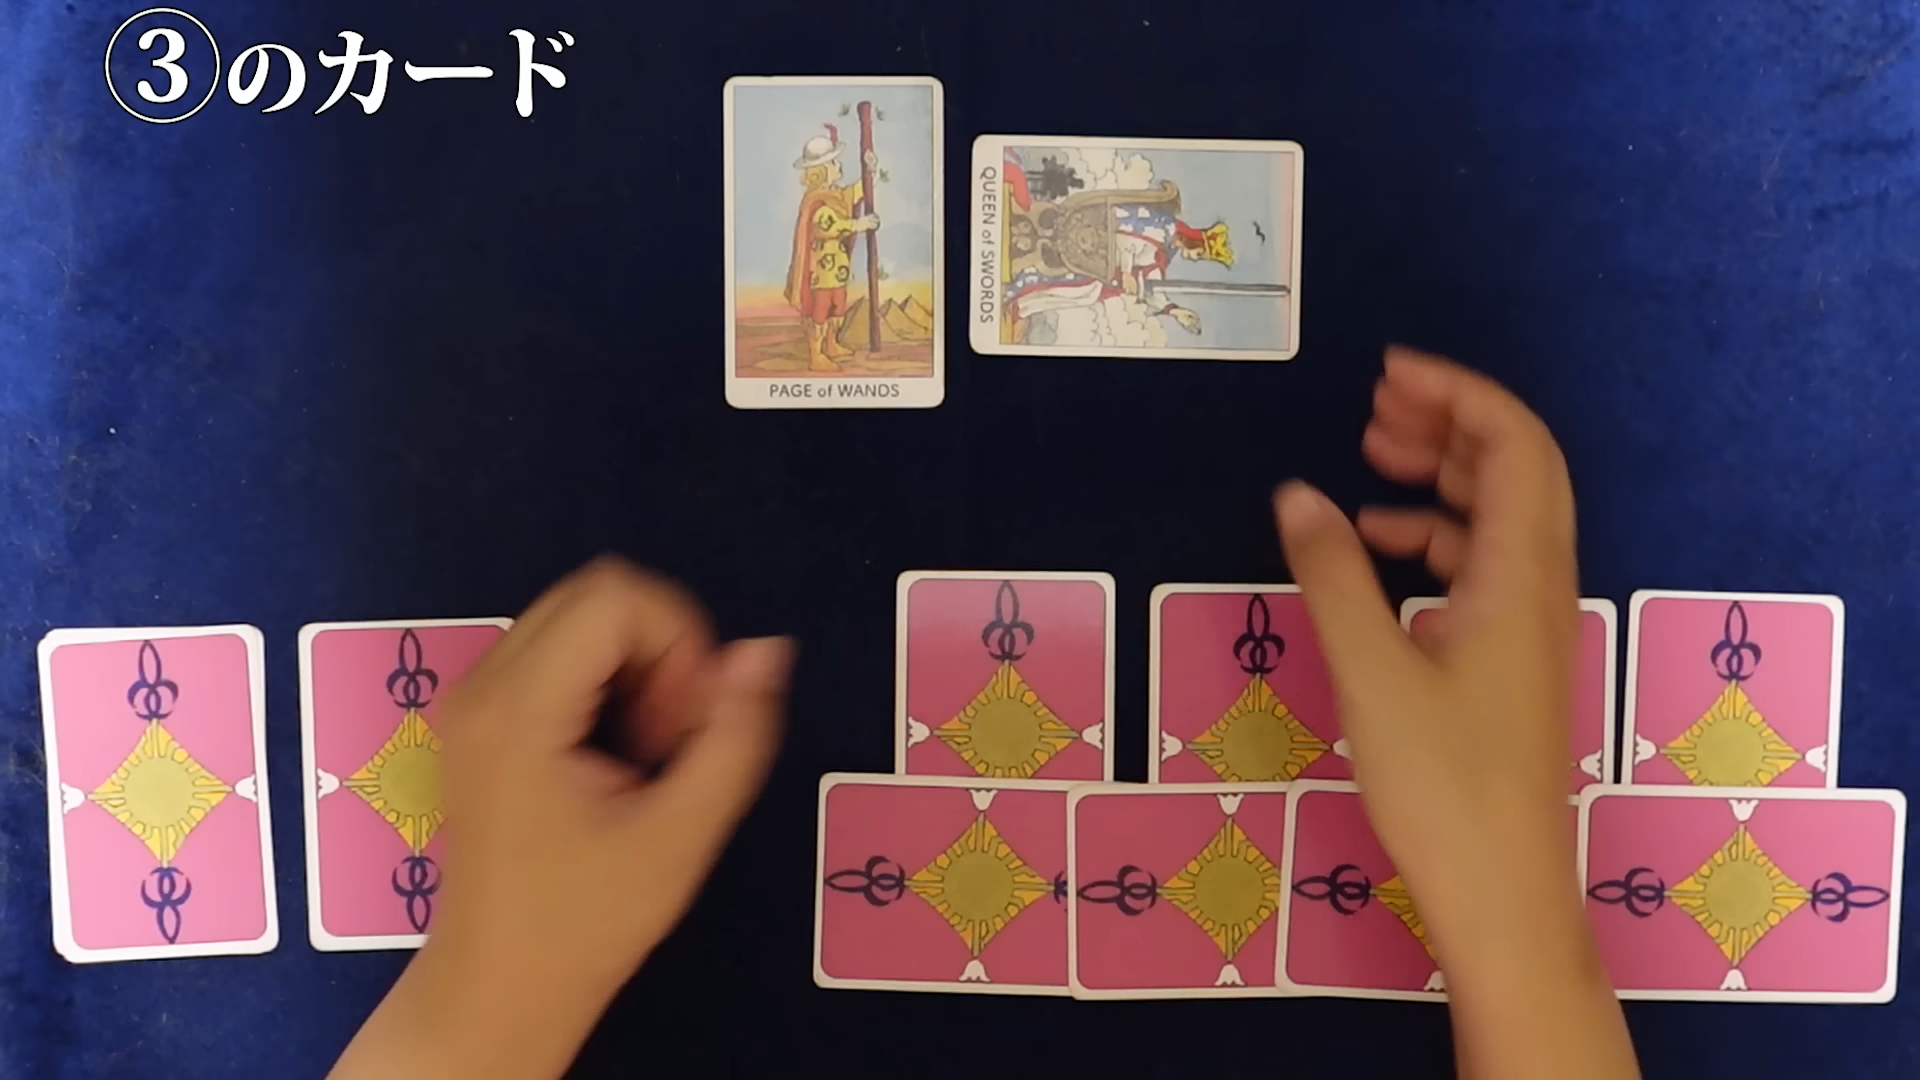 ③のカード
PAGE of WANDS
QUEEN of SWORDS